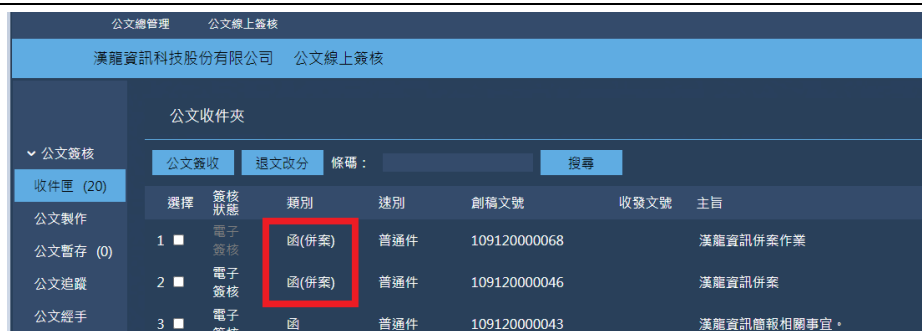 公文總管理 公文線上簽核
漢龍資訊科技股份有限公司 公文線上簽核
公文收件夾
公文簽核
公文簽收 退文改分 條碼： 搜尋
收件匣 (20)
選擇 簽核狀態 類別 速別 創稿文號 收發文號 主旨
公文製作
1 電子簽核 函(併案) 普通件 109120000068 漢龍資訊併案作業
公文暫存 (0)
公文追蹤
2 電子簽核 函(併案) 普通件 109120000046 漢龍資訊併案
公文經手
3 電子簽核 函 普通件 109120000043 漢龍資訊簡報相關事宜。